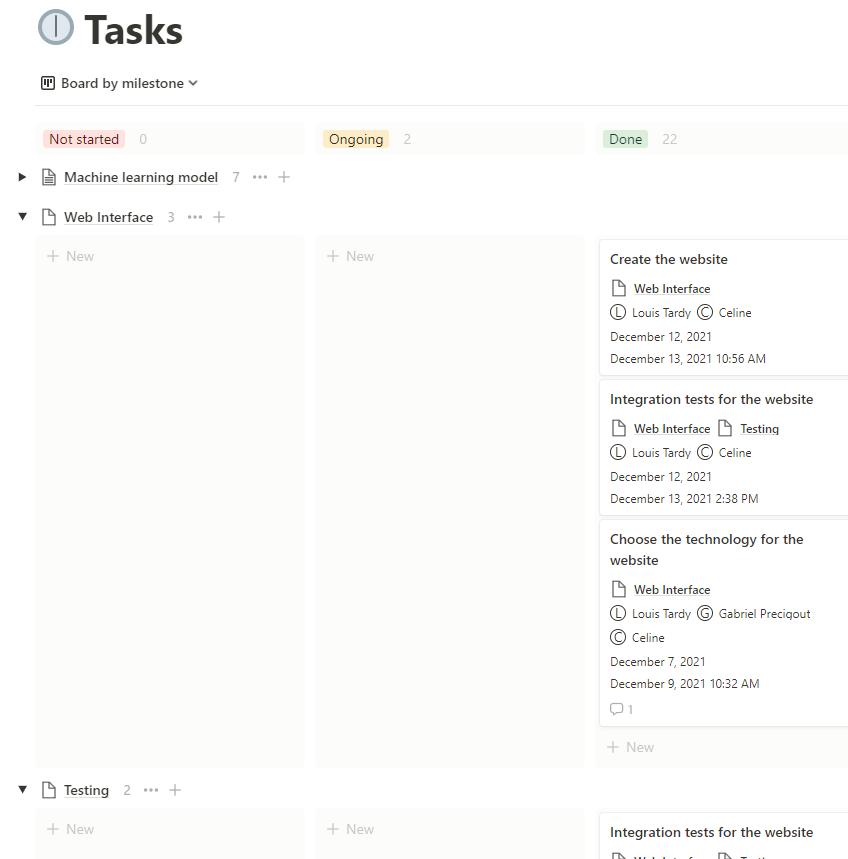 Tasks
Board by milestone
Not started 0
Ongoing 2
Done 22
Machine learning model 7
Web Interface 3
New
New
Create the website
Web Interface
L Louis Tardy C Celine
December 12, 2021
December 13, 2021 10:56 AM
Integration tests for the website
Web Interface Testing
L Louis Tardy C Celine
December 12, 2021
December 13, 2021 2:38 PM
Choose the technology for the
website
Web Interface
L Louis Tardy G Gabriel Preciqout
C Celine
December 7, 2021
December 9, 2021 10:32 AM
1
New
Testing 2
New
New
Integration tests for the website